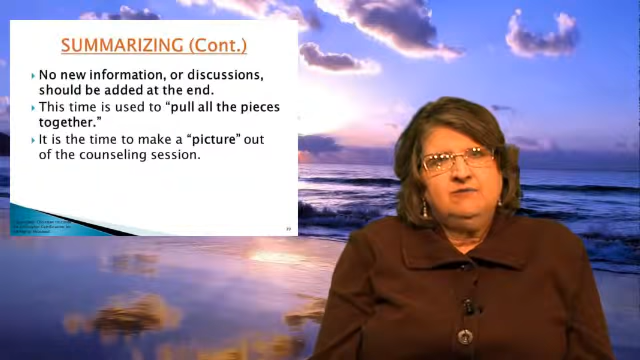 SUMMARIZING (Cont.)
No new information, or discussions,
should be added at the end.
This time is used to “pull all the pieces
together.”
It is the time to make a “picture” out
of the counseling session.